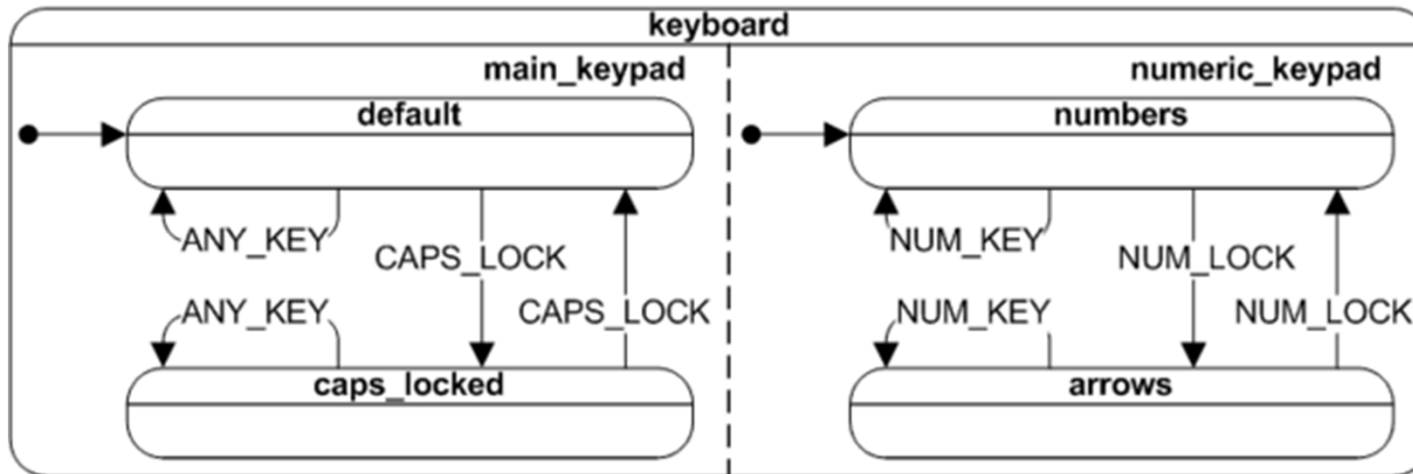 keyboard
main_keypad
numeric_keypad
default
numbers
ANY_KEY
NUM_KEY
CAPS_LOCK
NUM_LOCK
ANY_KEY
CAPS_LOCK
NUM_KEY
NUM_LOCK
caps_locked
arrows